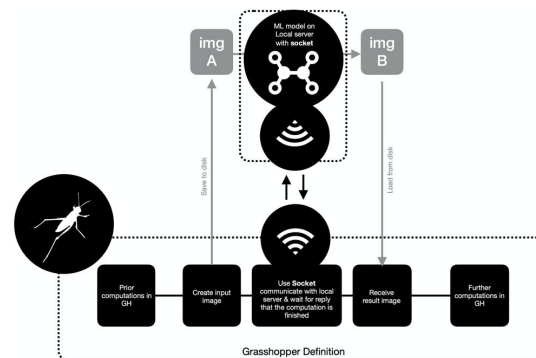 img
A
ML model on
Local server
with socket
img
B
Save to disk
Load from disk
Prior
computations in
GH
Create input
image
Use Socket
communicate with local
server & wait for reply
that the computation is
finished
Receive
result image
Further
computations in
GH
Grasshopper Definition